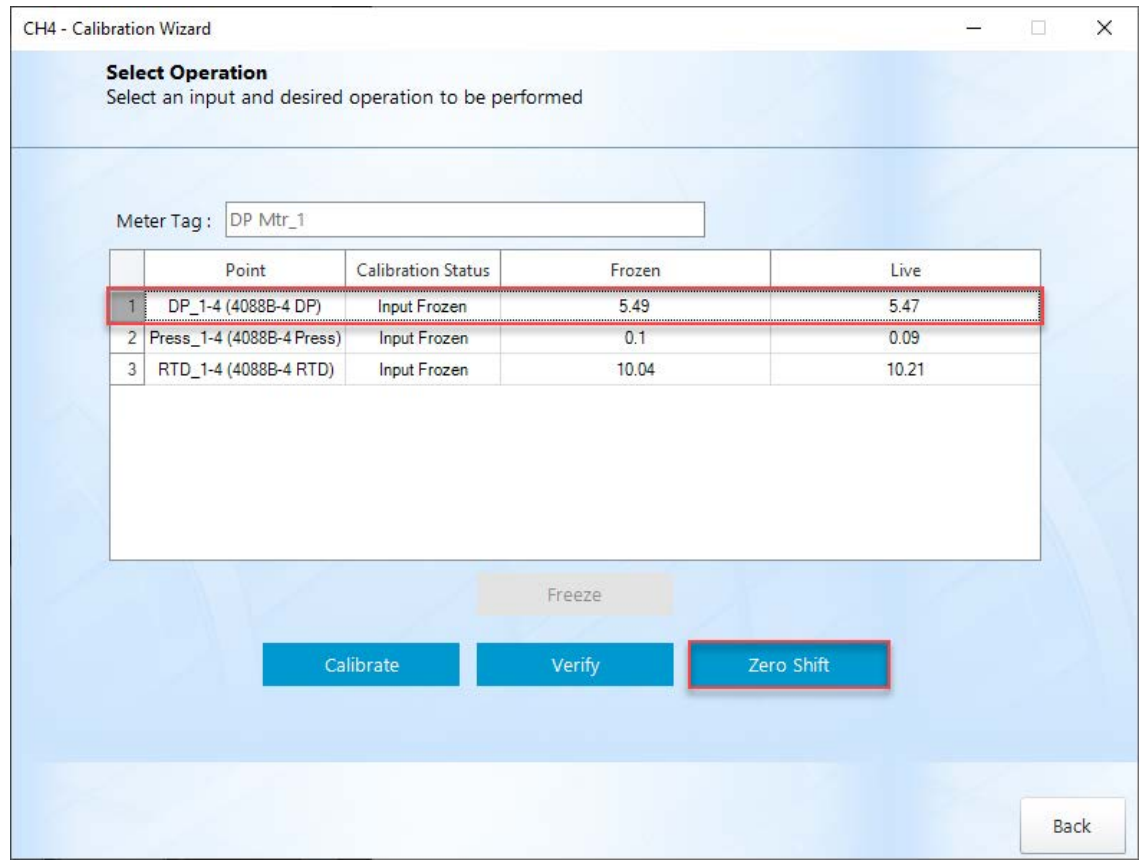 CH4 - Calibration Wizard
Select Operation
Select an input and desired operation to be performed
Meter Tag : DP Mtr_1
Point Calibration Status Frozen Live
1 DP_1-4 (4088B-4 DP) Input Frozen 5.49 5.47
2 Press_1-4 (4088B-4 Press) Input Frozen 0.1 0.09
3 RTD_1-4 (4088B-4 RTD) Input Frozen 10.04 10.21
Freeze
Calibrate Verify Zero Shift
Back